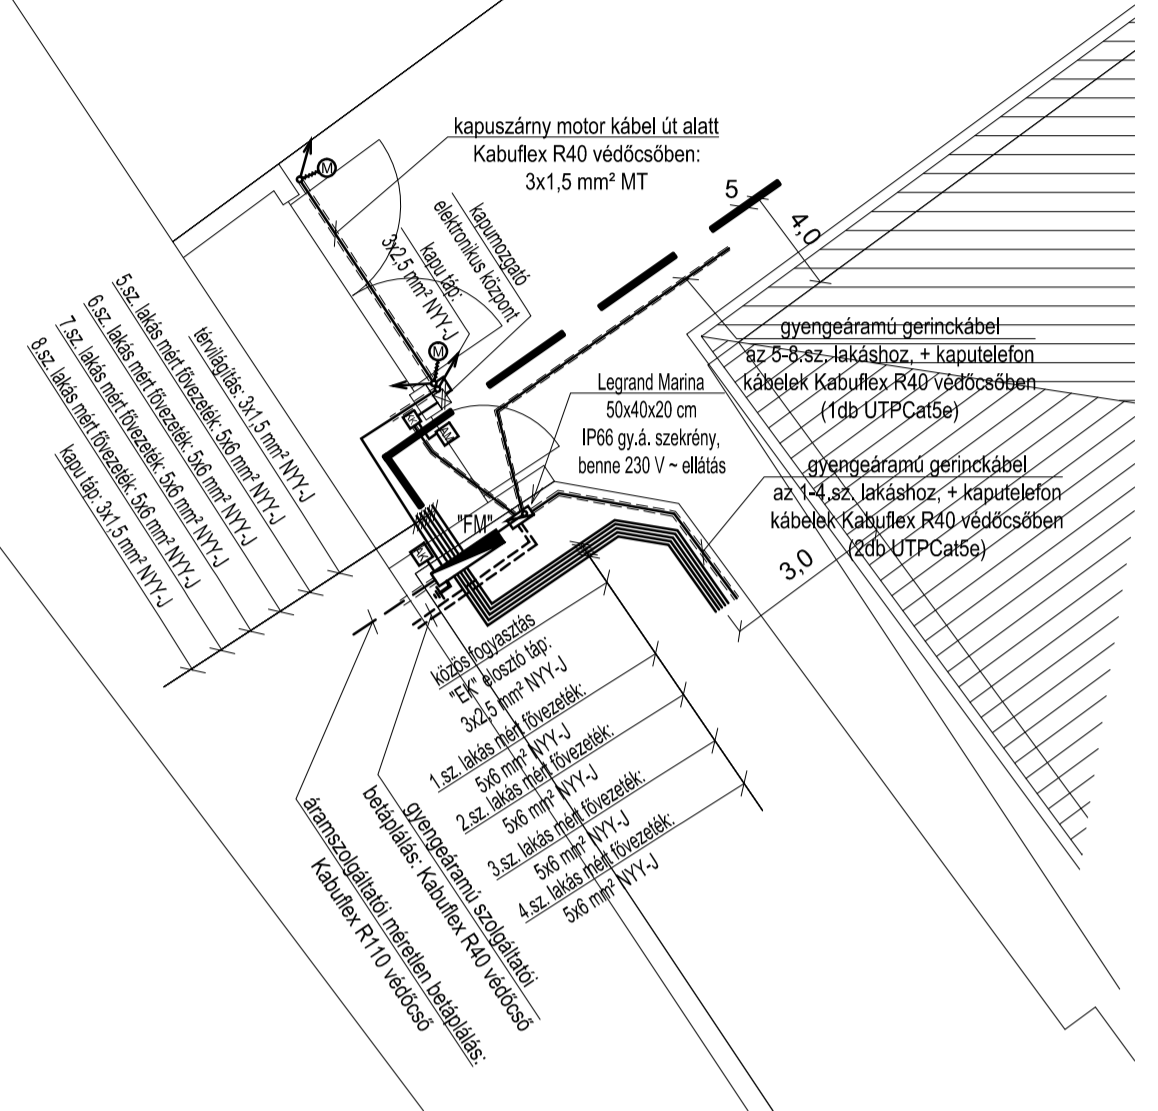 kapuszárny motor kábel út alatt
Kabuflex R40 védőcsőben:
3x1,5 mm² MT
M
5
4,0
kapumozgató
elektronikus központ
kapu táp:
3x2,5 mm² NYY-J
M
térvilágítás: 3x1,5 mm² NYY-J
5.sz. lakás mért fővezeték: 5x6 mm² NYY-J
6.sz. lakás mért fővezeték: 5x6 mm² NYY-J
7.sz. lakás mért fővezeték: 5x6 mm² NYY-J
8.sz. lakás mért fővezeték: 5x6 mm² NYY-J
kapu táp: 3x1,5 mm² NYY-J
gyengeáramú gerinckábel
az 5-8.sz. lakáshoz, + kaputelefon
kábelek Kabuflex R40 védőcsőben
(1db UTPCat5e)
Legrand Marina
50x40x20 cm
IP66 gy.á. szekrény,
benne 230 V ~ ellátás
gyengeáramú gerinckábel
az 1-4.sz. lakáshoz, + kaputelefon
kábelek Kabuflex R40 védőcsőben
(2db UTPCat5e)
3,0
"FM"
közös fogyasztás
"EK" elosztó táp:
3x2,5 mm² NYY-J
1.sz. lakás mért fővezeték:
5x6 mm² NYY-J
2.sz. lakás mért fővezeték:
5x6 mm² NYY-J
3.sz. lakás mért fővezeték:
5x6 mm² NYY-J
4.sz. lakás mért fővezeték:
5x6 mm² NYY-J
gyengeáramú szolgáltatói
betáplálás: Kabuflex R40 védőcső
áramszolgáltatói méretlen betáplálás:
Kabuflex R110 védőcső